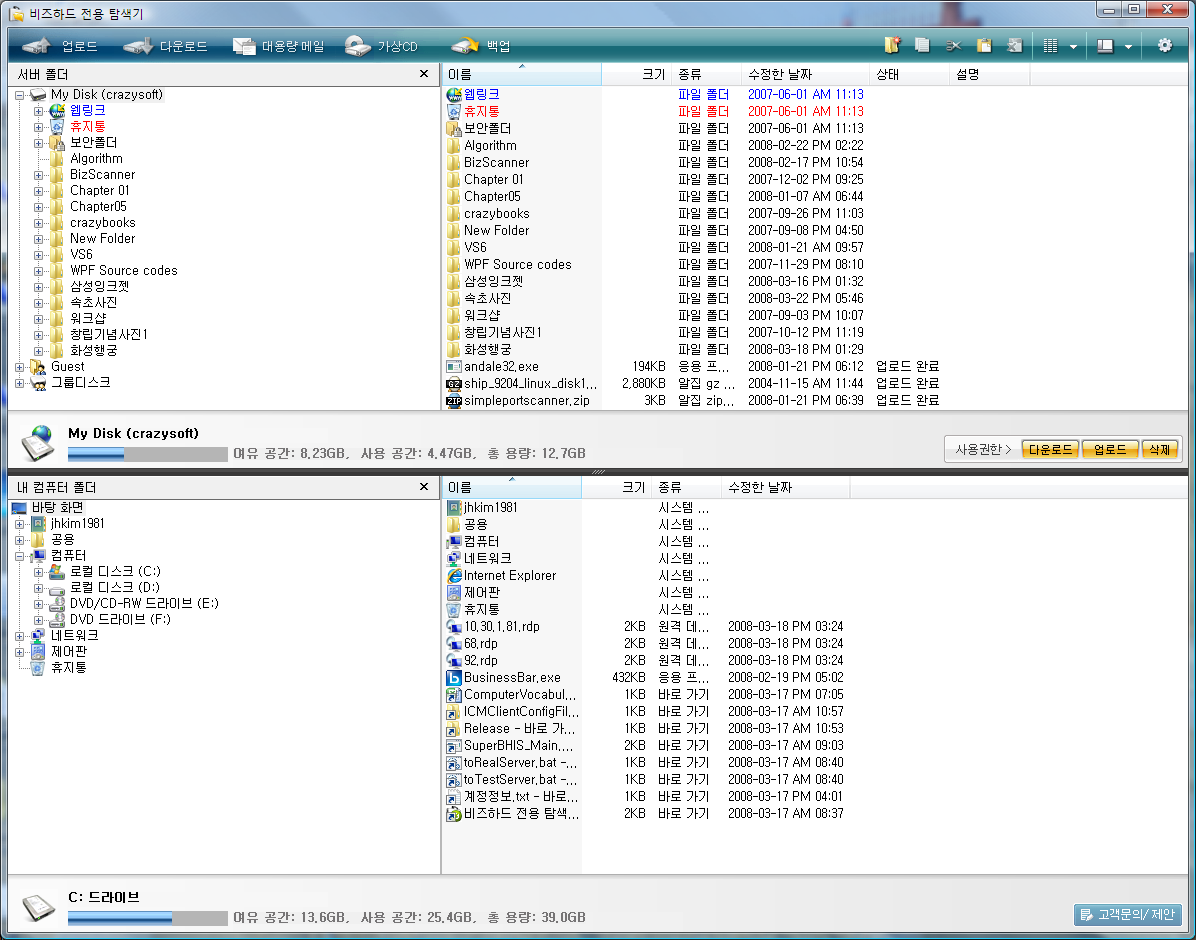 비즈하드 전용 탐색기
업로드 다운로드 대용량 메일 가상CD 백업
서버 폴더
My Disk (crazysoft)
웹링크
휴지통
보안폴더
Algorithm
BizScanner
Chapter 01
Chapter05
crazybooks
New Folder
VS6
WPF Source codes
삼성잉크젯
속초사진
워크샵
창립기념사진1
화성행궁
Guest
그룹디스크
이름 크기 종류 수정한 날짜 상태 설명
웹링크 파일 폴더 2007-06-01 AM 11:13
휴지통 파일 폴더 2007-06-01 AM 11:13
보안폴더 파일 폴더 2007-06-01 AM 11:13
Algorithm 파일 폴더 2008-02-22 PM 02:22
BizScanner 파일 폴더 2008-02-17 PM 10:54
Chapter 01 파일 폴더 2007-12-02 PM 09:25
Chapter05 파일 폴더 2008-01-07 AM 06:44
crazybooks 파일 폴더 2007-09-26 PM 11:03
New Folder 파일 폴더 2007-09-08 PM 04:50
VS6 파일 폴더 2008-01-21 AM 09:57
WPF Source codes 파일 폴더 2007-11-29 PM 08:10
삼성잉크젯 파일 폴더 2008-03-16 PM 01:32
속초사진 파일 폴더 2008-03-22 PM 05:46
워크샵 파일 폴더 2007-09-03 PM 10:07
창립기념사진1 파일 폴더 2007-10-12 PM 11:19
화성행궁 파일 폴더 2008-03-18 PM 01:29
andale32.exe 194KB 응용 프... 2008-01-21 PM 06:12 업로드 완료
ship_9204_linux_disk1... 2,880KB 알집 gz ... 2004-11-15 AM 11:44 업로드 완료
simpleportscanner.zip 3KB 알집 zip... 2008-01-21 PM 06:39 업로드 완료
My Disk (crazysoft)
여유 공간: 8.23GB, 사용 공간: 4.47GB, 총 용량: 12.7GB
사용권한 > 다운로드 업로드 삭제
내 컴퓨터 폴더
바탕 화면
jhkim1981
공용
컴퓨터
로컬 디스크 (C:)
로컬 디스크 (D:)
DVD/CD-RW 드라이브 (E:)
DVD 드라이브 (F:)
네트워크
제어판
휴지통
이름 크기 종류 수정한 날짜
jhkim1981 시스템 ...
공용 시스템 ...
컴퓨터 시스템 ...
네트워크 시스템 ...
Internet Explorer 시스템 ...
제어판 시스템 ...
휴지통 시스템 ...
10.30.1.81.rdp 2KB 원격 데... 2008-03-18 PM 03:24
68.rdp 2KB 원격 데... 2008-03-18 PM 03:24
92.rdp 2KB 원격 데... 2008-03-18 PM 03:24
BusinessBar.exe 432KB 응용 프... 2008-02-19 PM 05:02
ComputerVocabul... 1KB 바로 가기 2008-03-17 PM 07:05
ICMClientConfigFil... 1KB 바로 가기 2008-03-17 AM 10:57
Release - 바로 가... 1KB 바로 가기 2008-03-17 AM 10:53
SuperBHIS_Main.... 2KB 바로 가기 2008-03-17 AM 09:03
toRealServer.bat -... 1KB 바로 가기 2008-03-17 AM 08:40
toTestServer.bat -... 1KB 바로 가기 2008-03-17 AM 08:40
계정정보.txt - 바로... 1KB 바로 가기 2008-03-17 PM 04:01
비즈하드 전용 탐색... 2KB 바로 가기 2008-03-17 AM 08:37
C: 드라이브
여유 공간: 13.6GB, 사용 공간: 25.4GB, 총 용량: 39.0GB
고객문의/제안